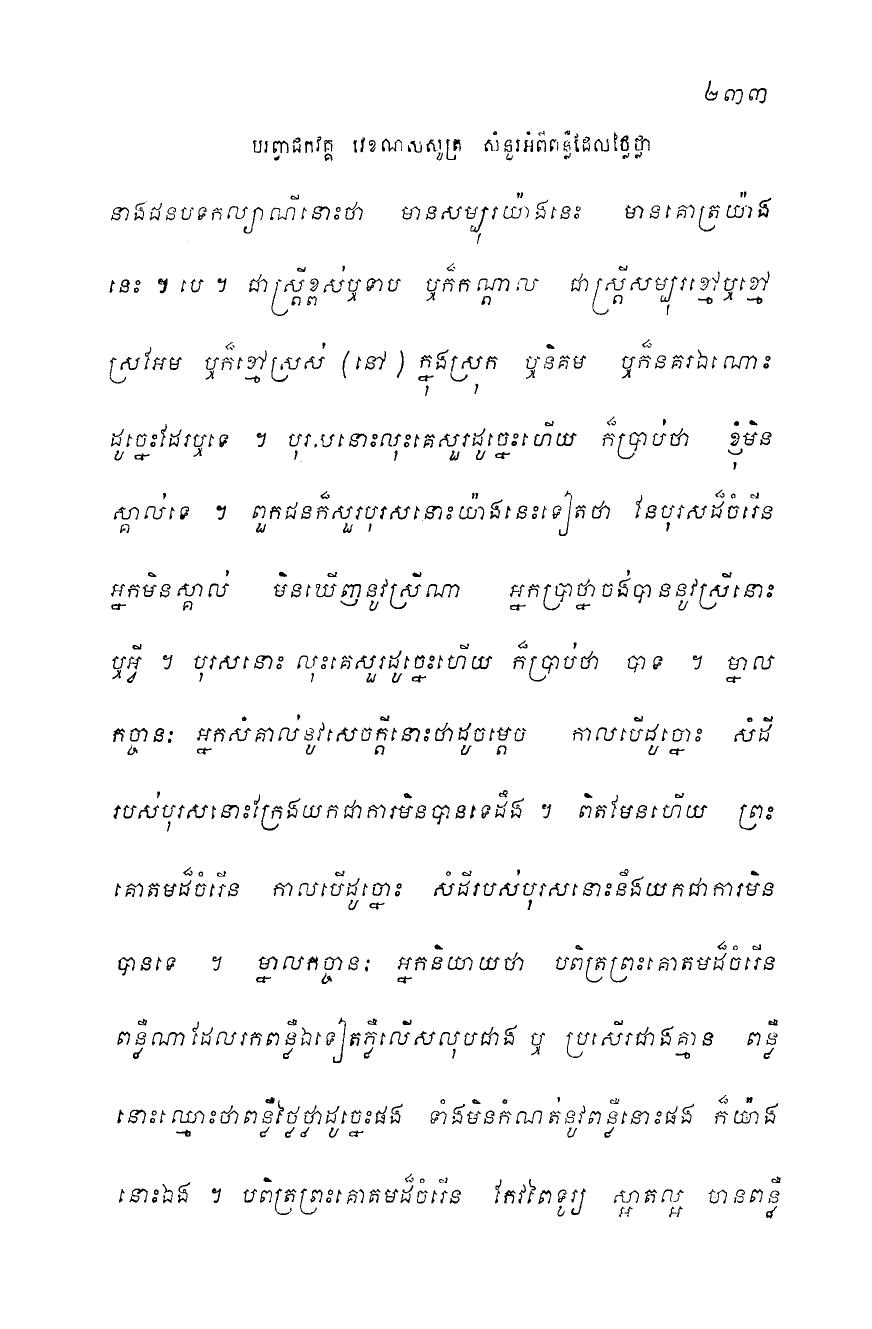 ២៣៣
បរិព្វាជកវគ្គ វេខណសសូត្រ សំនួរអំពីពន្លឺដែលថ្លៃថ្លា
នាងជនបទកល្យាណីនោះថា មានសម្បុរយ៉ាងនេះ មានគោត្រយ៉ាង
នេះ ។ បេ ។ ជាស្ត្រីខ្ពស់ឬទាប ឬក៏កណ្តាល ជាស្ត្រីសម្បុរខ្មៅឬខ្មៅ
ស្រអែម ឬក៏ខ្មៅស្រស់ (នៅ) ក្នុងស្រុក ឬនិគម ឬក៏នគរឯណោះ
ដូច្នេះដែរឬទេ ។ បុរសនោះលុះគេសួរដូច្នេះហើយ ក៏ប្រាប់ថា ខ្ញុំមិន
ស្គាល់ទេ ។ ពួកជនក៏សួរបុរសនោះយ៉ាងនេះទៀតថា នែបុរសដ៏ចំរើន
អ្នកមិនស្គាល់ មិនឃើញនូវស្រីណា អ្នកប្រាថ្នាចង់បាននូវស្រីនោះ
ឬអ្វី ។ បុរសនោះ លុះគេសួរដូច្នេះហើយ ក៏ប្រាប់ថា បាទ ។ ម្នាល
កច្ចានៈ អ្នកសំគាល់នូវសេចក្តីនោះថាដូចម្តេច កាលបើដូច្នោះ សំដី
របស់បុរសនោះក្រែងយកជាការមិនបានទេដឹង ។ ពិតមែនហើយ ព្រះ
គោតមដ៏ចំរើន កាលបើដូច្នោះ សំដីរបស់បុរសនោះនឹងយកជាការមិន
បានទេ ។ ម្នាលកច្ចានៈ អ្នកនិយាយថា បពិត្រព្រះគោតមដ៏ចំរើន
ពន្លឺណាដែលរកពន្លឺឯទៀតភ្លឺលើសលុបជាង ឬ ប្រសើរជាងគ្មាន ពន្លឺ
នោះឈ្មោះថាពន្លឺថ្លៃថ្លាដូច្នេះផង ទាំងមិនកំណត់នូវពន្លឺនោះផង ក៏យ៉ាង
នោះឯង ។ បពិត្រព្រះគោតមដ៏ចំរើន កែវពៃទូរ្យ ស្អាតល្អ មានពន្លឺ